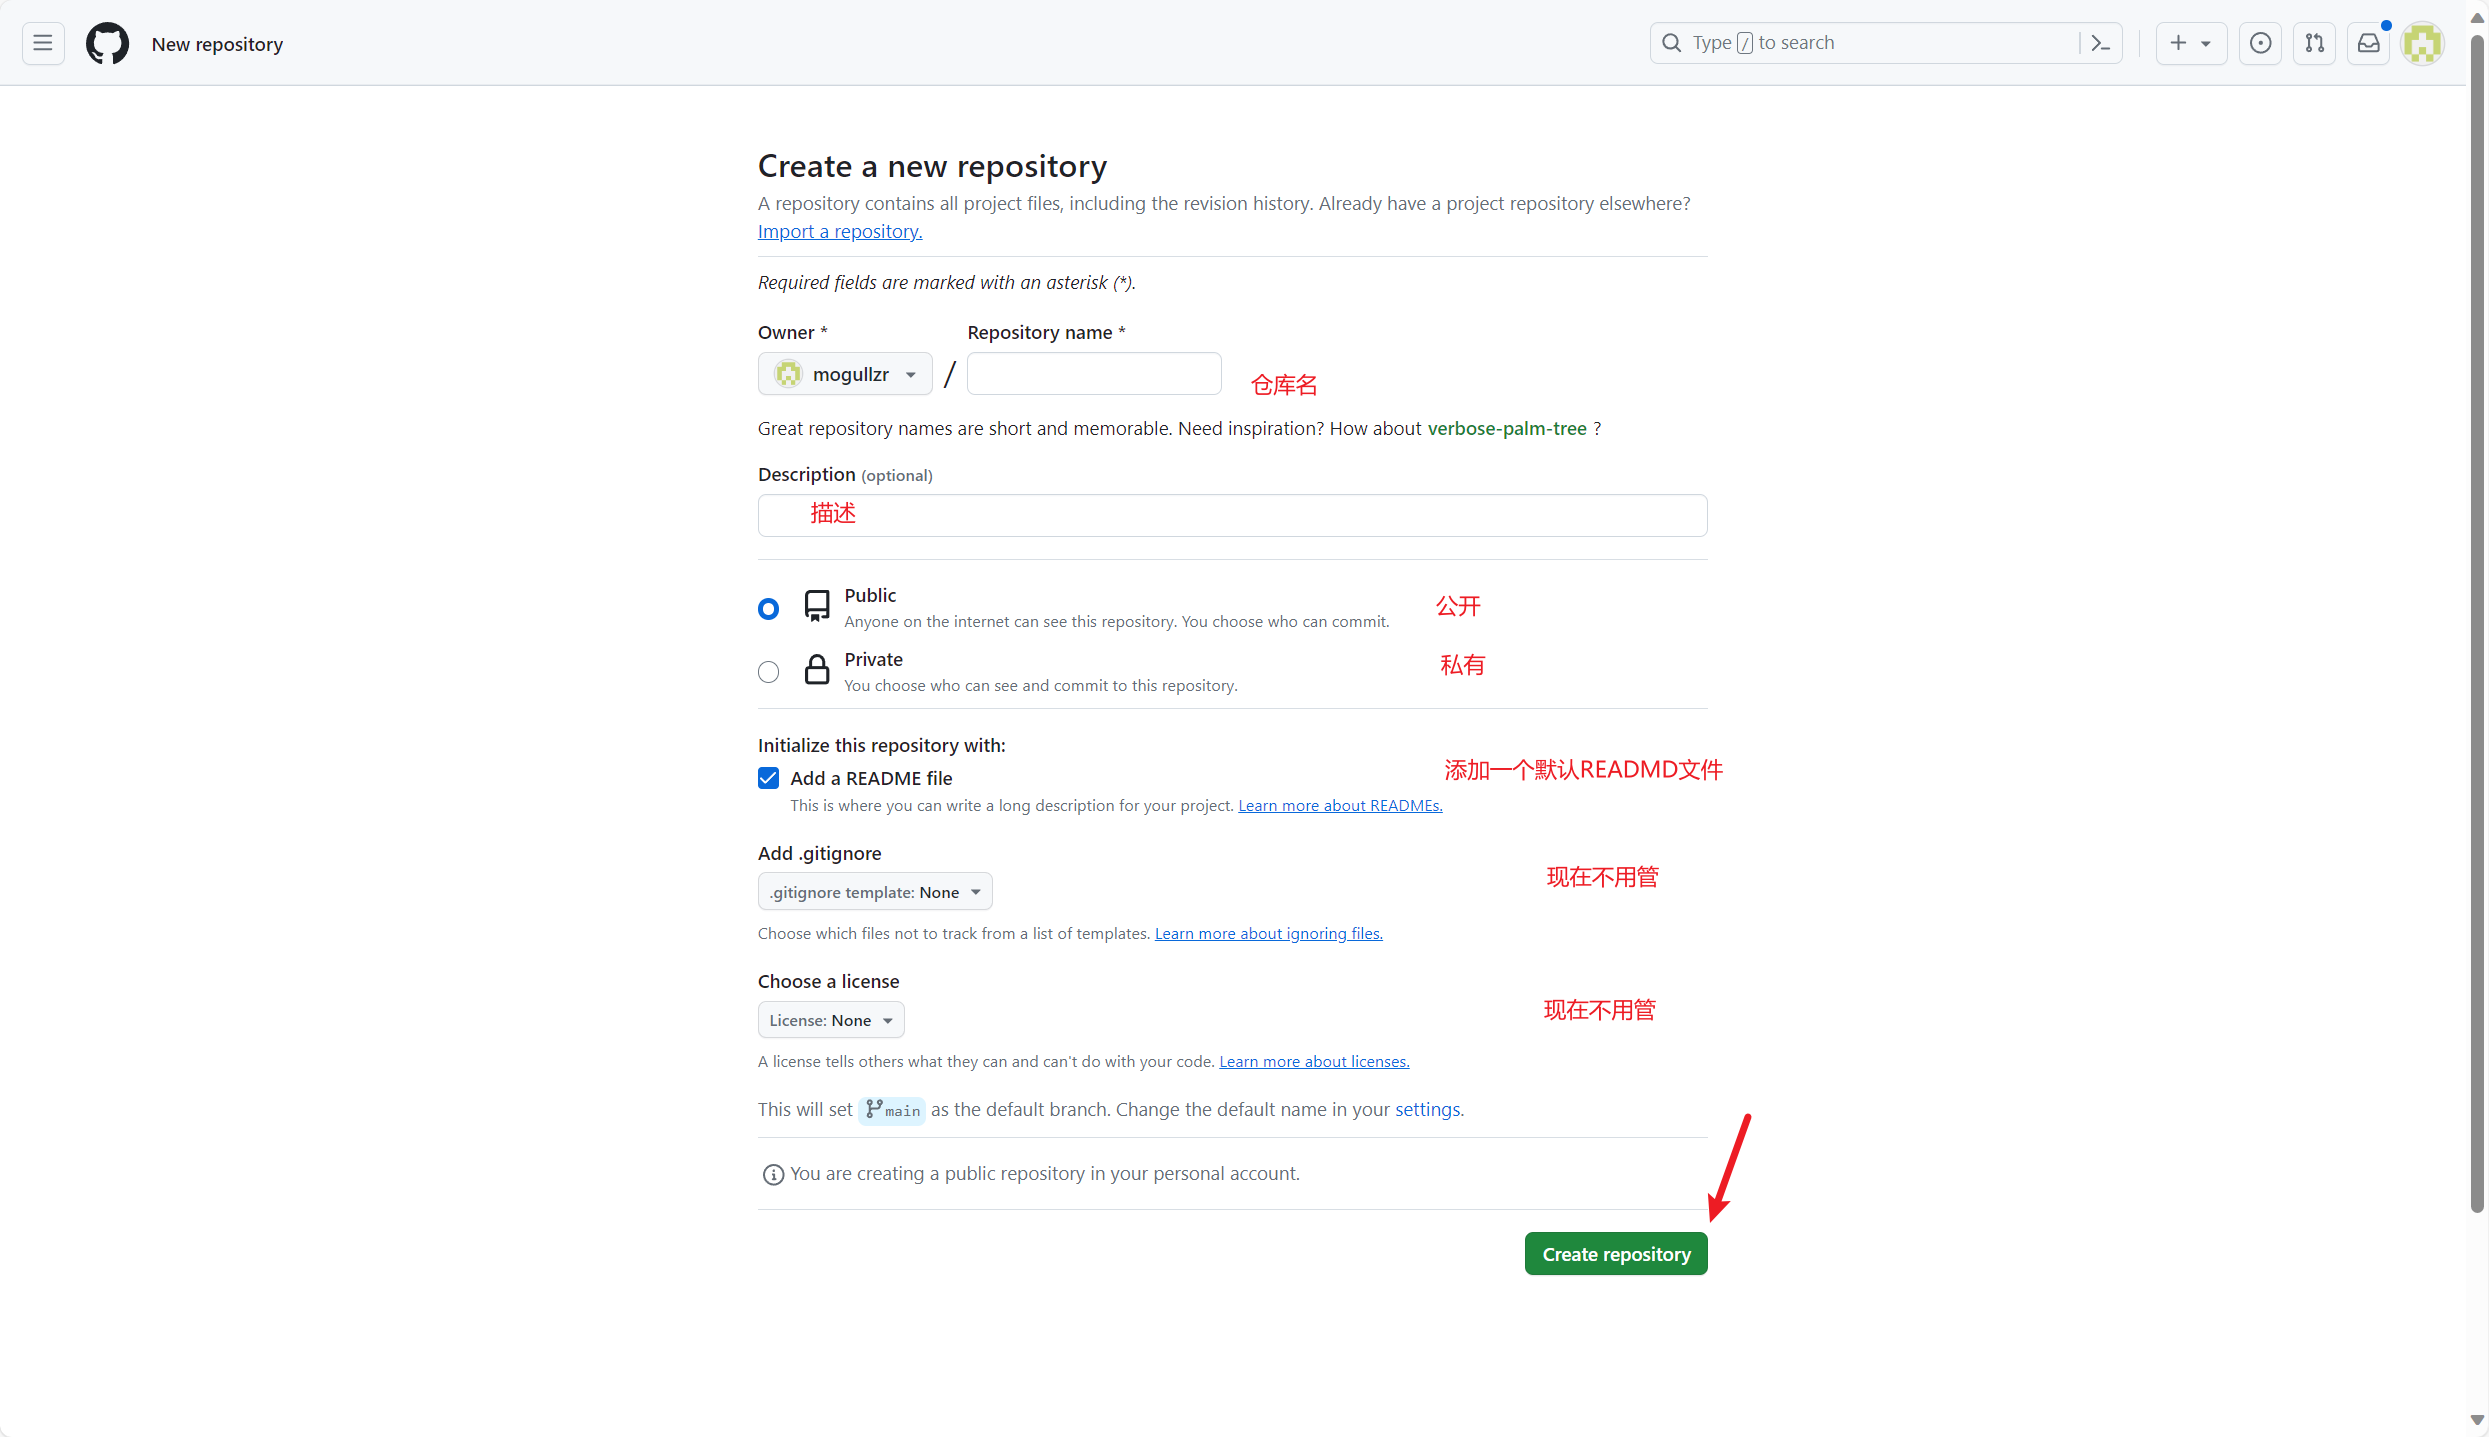 New repository
Type / to search
Create a new repository
A repository contains all project files, including the revision history. Already have a project repository elsewhere?
Import a repository.
Required fields are marked with an asterisk (*).
Owner *
Repository name *
mogullzr
/
仓库名
Great repository names are short and memorable. Need inspiration? How about verbose-palm-tree ?
Description (optional)
描述
Public
Anyone on the internet can see this repository. You choose who can commit.
公开
Private
You choose who can see and commit to this repository.
私有
Initialize this repository with:
Add a README file
添加一个默认READMD文件
This is where you can write a long description for your project. Learn more about READMEs.
Add .gitignore
.gitignore template: None
现在不用管
Choose which files not to track from a list of templates. Learn more about ignoring files.
Choose a license
License: None
现在不用管
A license tells others what they can and can't do with your code. Learn more about licenses.
This will set main as the default branch. Change the default name in your settings.
You are creating a public repository in your personal account.
Create repository